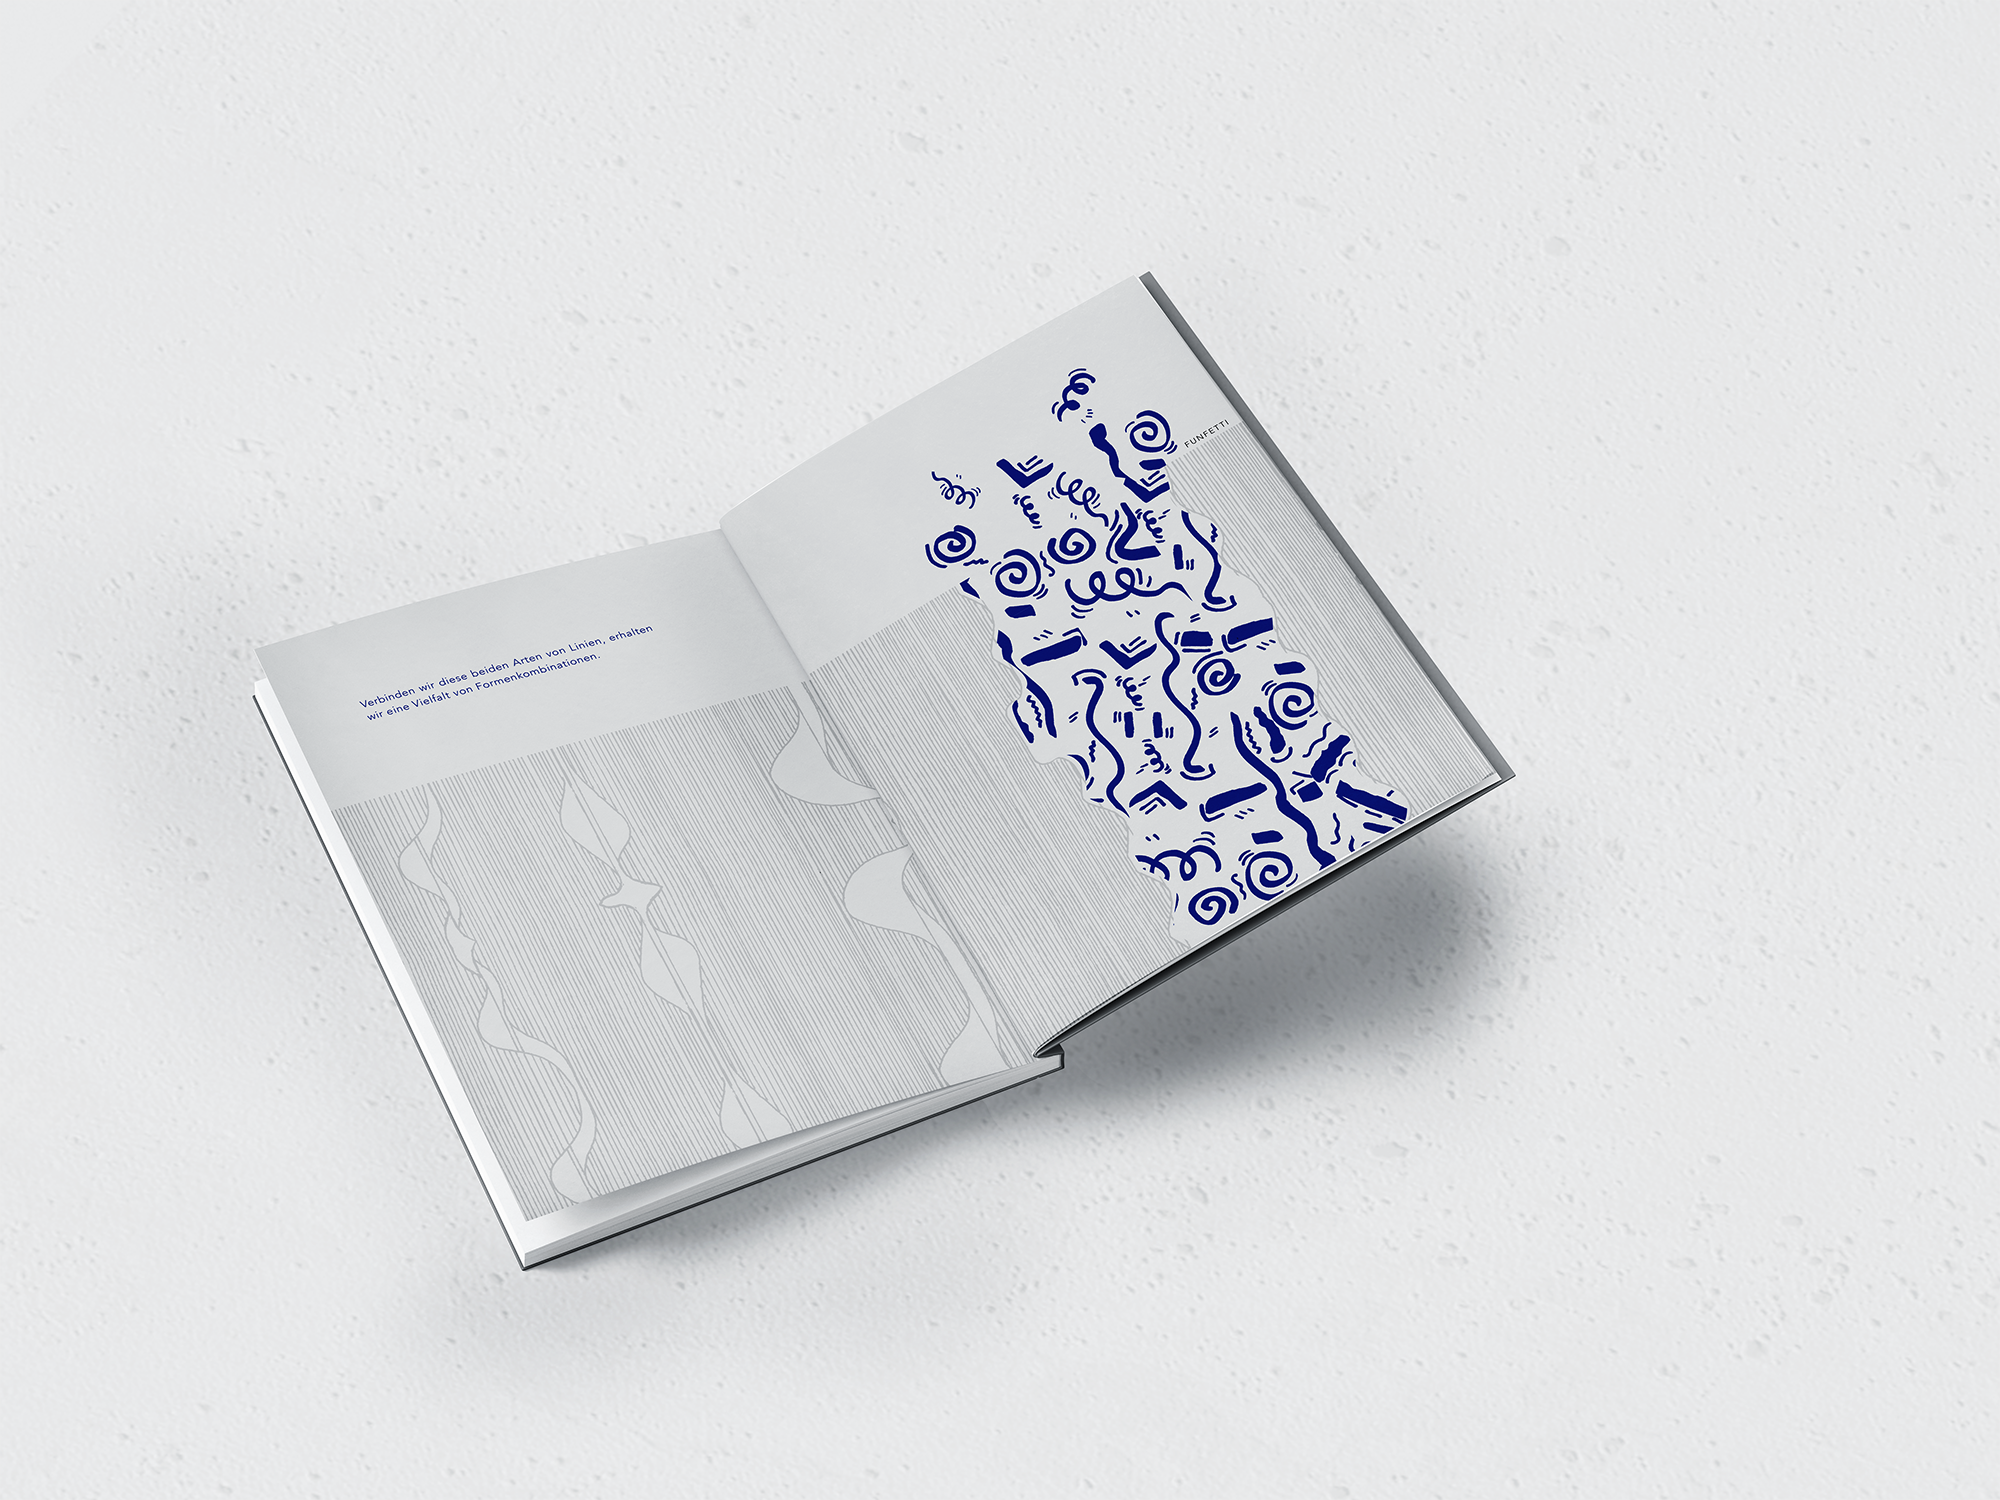 Verbinden wir diese beiden Arten von Linien, erhalten
wir eine Vielfalt von Formenkombinationen.
FUNFETTI